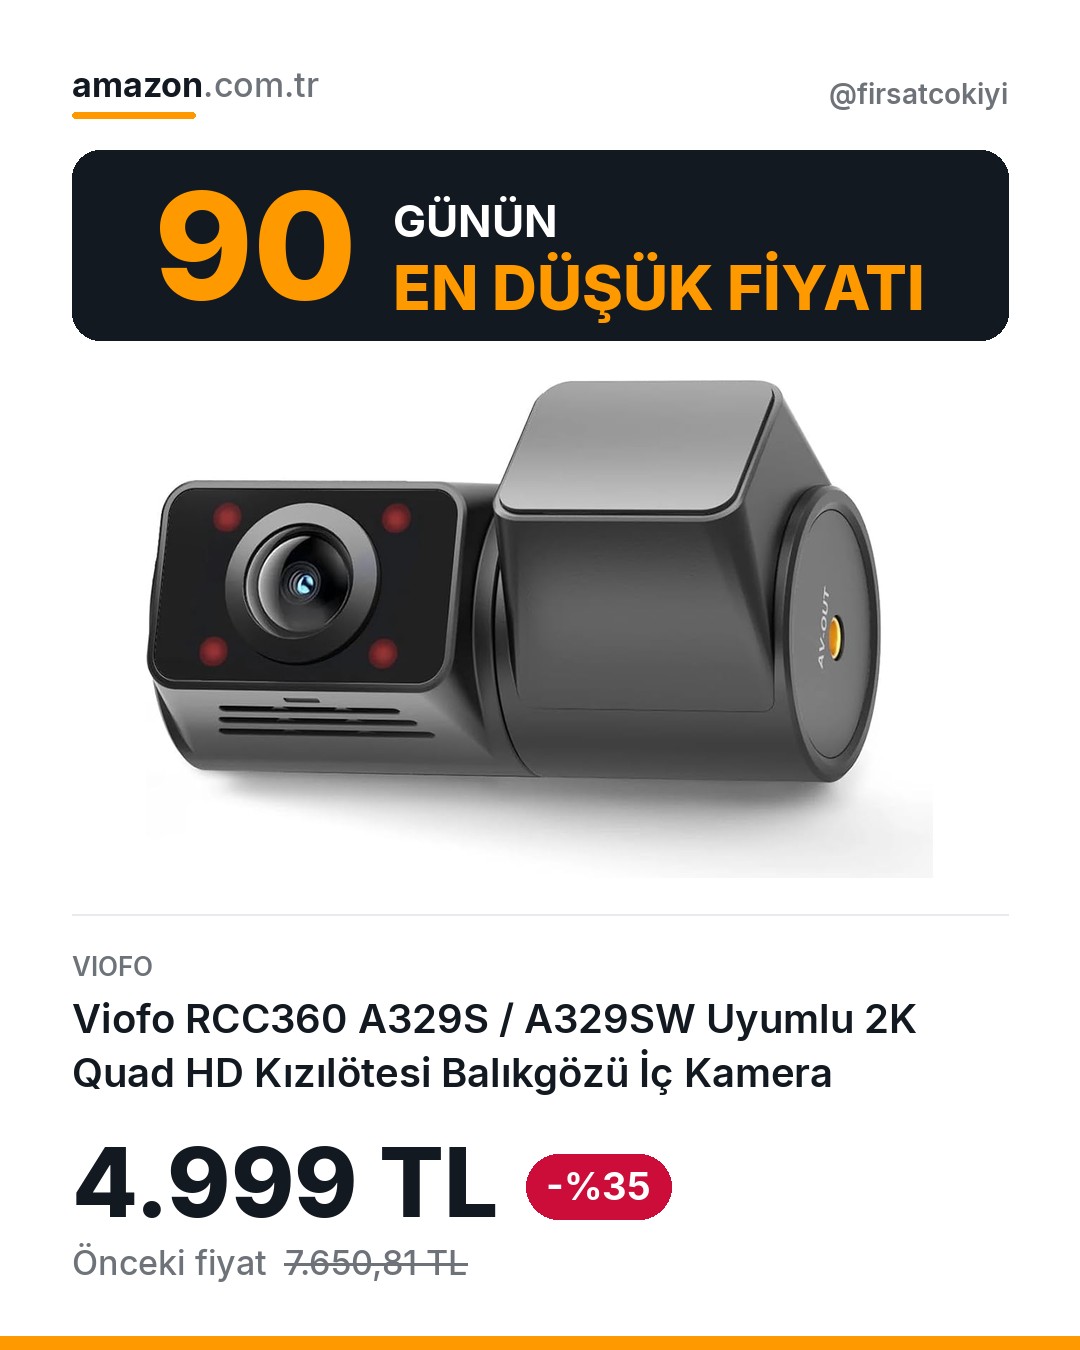 amazon.com.tr
@firsatcokiyi
90
GÜNÜN
EN DÜŞÜK FİYATI
AV-OUT
VIOFO
Viofo RCC360 A329S / A329SW Uyumlu 2K
Quad HD Kızılötesi Balıkgözü İç Kamera
4.999 TL -%35
Önceki fiyat 7.650,81 TL